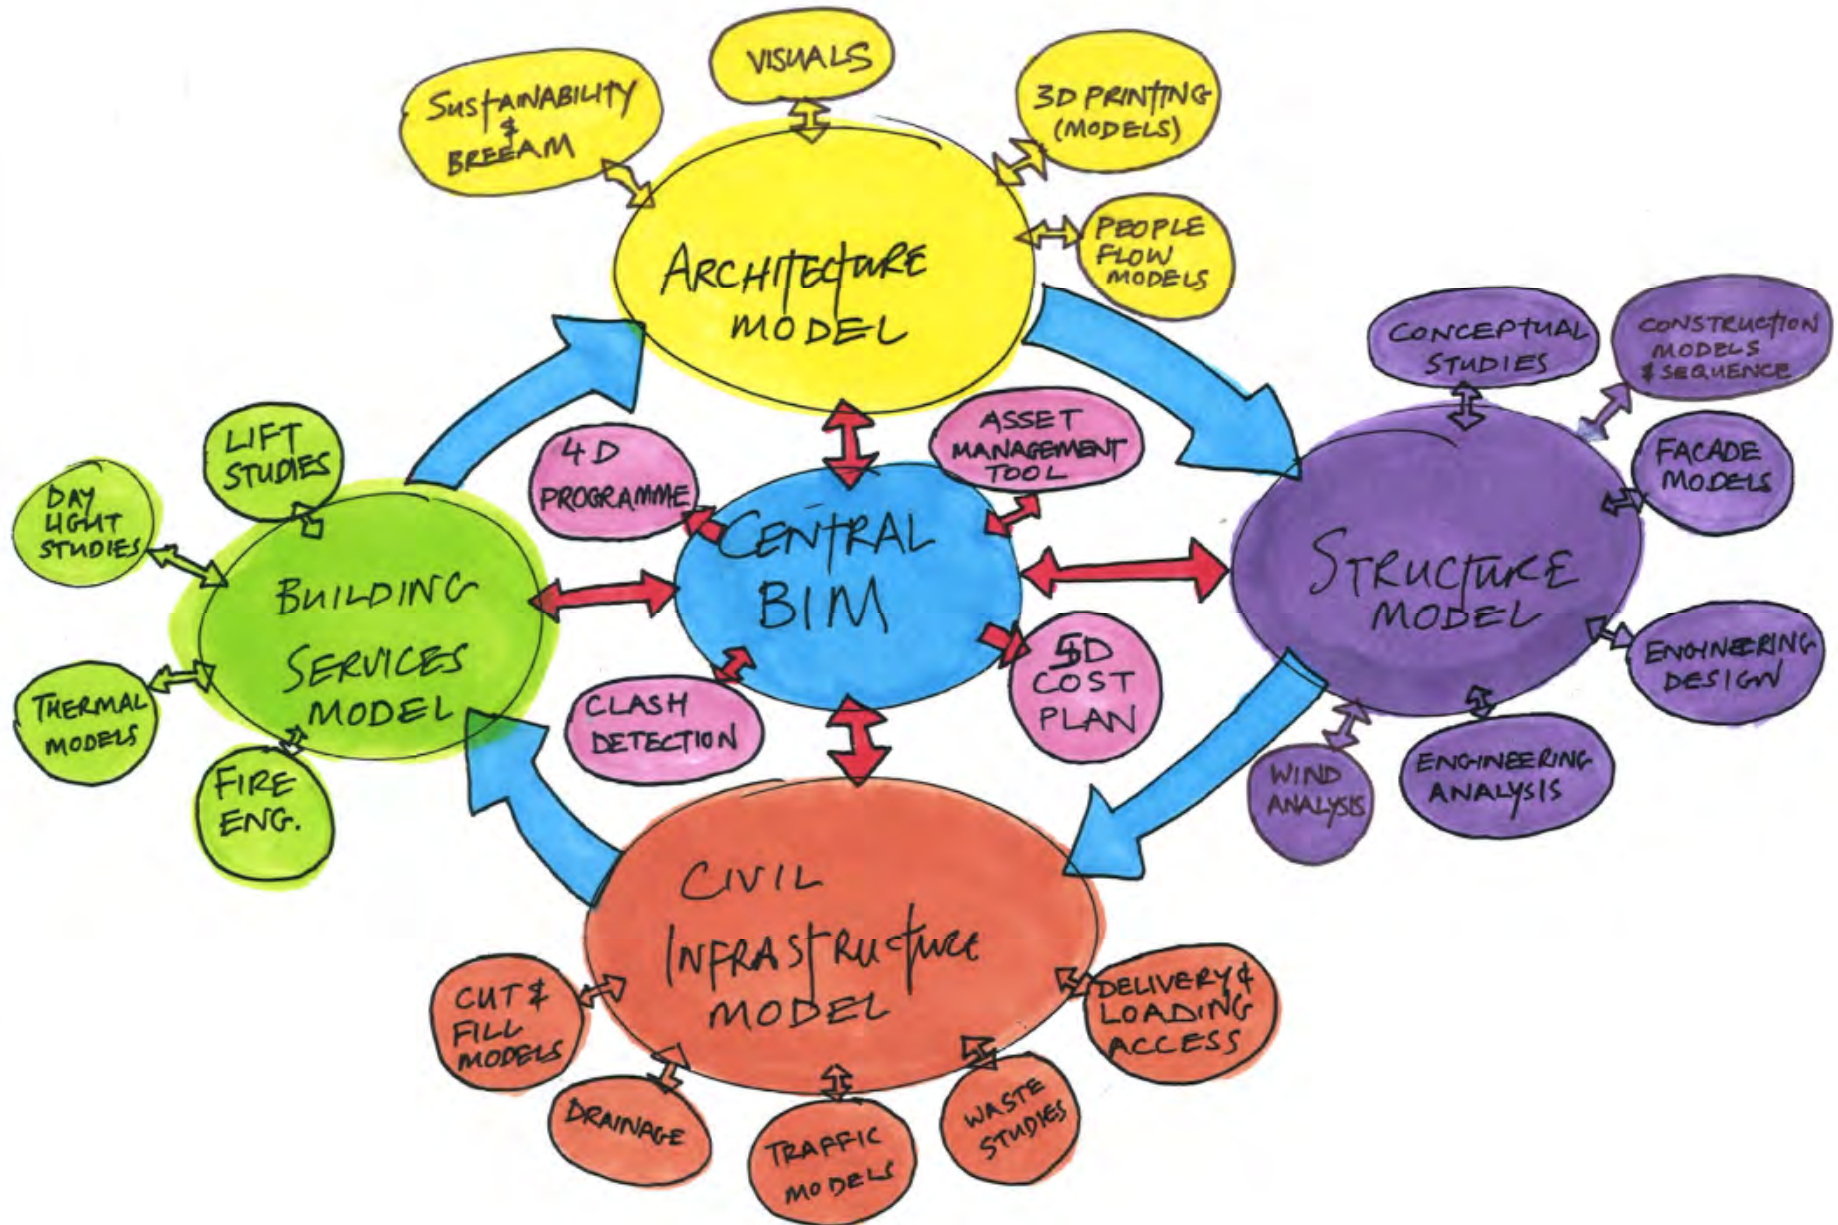 VISUALS
SUSTAINABILITY
&
BREEAM
3D PRINTING
(MODELS)
PEOPLE
FLOW
MODELS
ARCHITECTURE
MODEL
CONCEPTUAL
STUDIES
CONSTRUCTION
MODELS
& SEQUENCE
FACADE
MODELS
STRUCTURE
MODEL
ENGINEERING
DESIGN
ENGINEERING
ANALYSIS
WIND
ANALYSIS
ASSET
MANAGEMENT
TOOL
4D
PROGRAMME
CENTRAL
BIM
5D
COST
PLAN
CLASH
DETECTION
LIFT
STUDIES
DAY
LIGHT
STUDIES
BUILDING
SERVICES
MODEL
THERMAL
MODELS
FIRE
ENG.
CIVIL
INFRASTRUCTURE
MODEL
CUT &
FILL
MODELS
DRAINAGE
TRAFFIC
MODELS
WASTE
STUDIES
DELIVERY &
LOADING
ACCESS